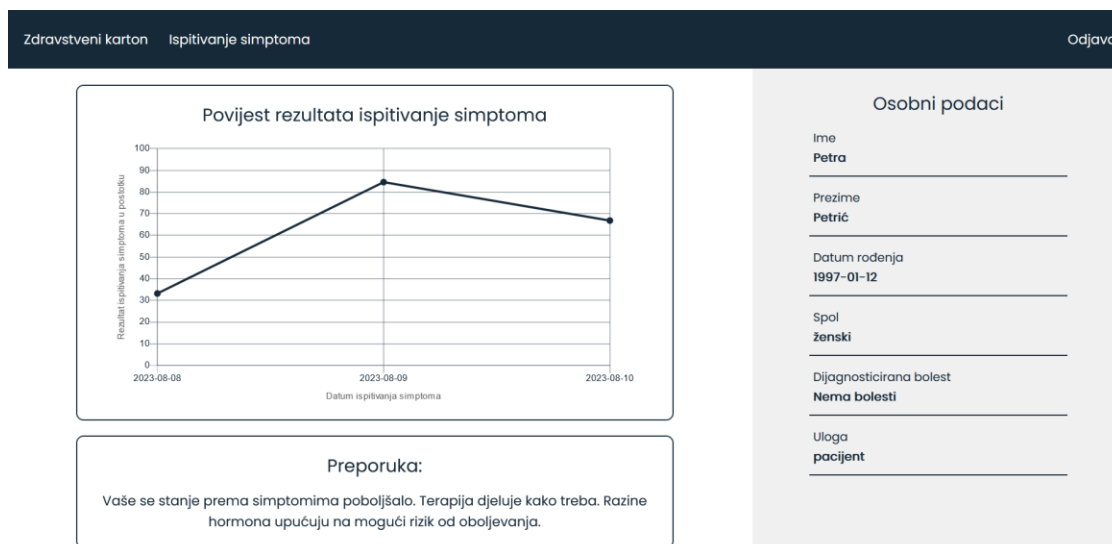 Zdravstveni karton Ispitivanje simptoma Odjava
Povijest rezultata ispitivanje simptoma
Rezultat ispitivanja simptoma u postotku
100
90
80
70
60
50
40
30
20
10
0
2023-08-08 2023-08-09 2023-08-10
Datum ispitivanja simptoma
Preporuka:
Vaše se stanje prema simptomima poboljšalo. Terapija djeluje kako treba. Razine
hormona upućuju na mogući rizik od oboljevanja.
Osobni podaci
Ime
Petra
Prezime
Petrić
Datum rođenja
1997-01-12
Spol
ženski
Dijagnosticirana bolest
Nema bolesti
Uloga
pacijent